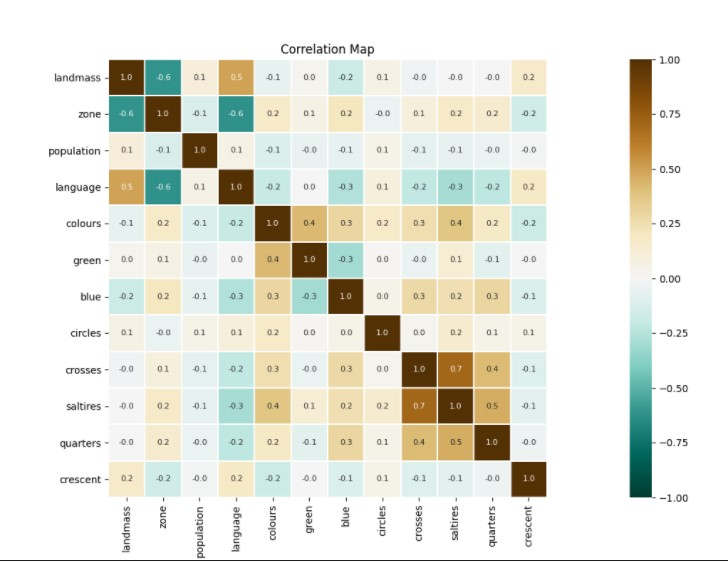 Correlation Map
landmass 1.0 -0.6 0.1 0.5 -0.1 0.0 -0.2 0.1 -0.0 -0.0 -0.0 0.2
zone -0.6 1.0 -0.1 -0.6 0.2 0.1 0.2 -0.0 0.1 0.2 0.2 -0.2
population 0.1 -0.1 1.0 0.1 -0.1 -0.0 -0.1 0.1 -0.1 -0.1 -0.0 -0.0
language 0.5 -0.6 0.1 1.0 -0.2 0.0 -0.3 0.1 -0.2 -0.3 -0.2 0.2
colours -0.1 0.2 -0.1 -0.2 1.0 0.4 0.3 0.2 0.3 0.4 0.2 -0.2
green 0.0 0.1 -0.0 0.0 0.4 1.0 -0.3 0.0 -0.0 0.1 -0.1 -0.0
blue -0.2 0.2 -0.1 -0.3 0.3 -0.3 1.0 0.0 0.3 0.2 0.3 -0.1
circles 0.1 -0.0 0.1 0.1 0.2 0.0 0.0 1.0 0.0 0.2 0.1 0.1
crosses -0.0 0.1 -0.1 -0.2 0.3 -0.0 0.3 0.0 1.0 0.7 0.4 -0.1
saltires -0.0 0.2 -0.1 -0.3 0.4 0.1 0.2 0.2 0.7 1.0 0.5 -0.1
quarters -0.0 0.2 -0.0 -0.2 0.2 -0.1 0.3 0.1 0.4 0.5 1.0 -0.0
crescent 0.2 -0.2 -0.0 0.2 -0.2 -0.0 -0.1 0.1 -0.1 -0.1 -0.0 1.0
landmass zone population language colours green blue circles crosses saltires quarters crescent
1.00
0.75
0.50
0.25
0.00
−0.25
−0.50
−0.75
−1.00